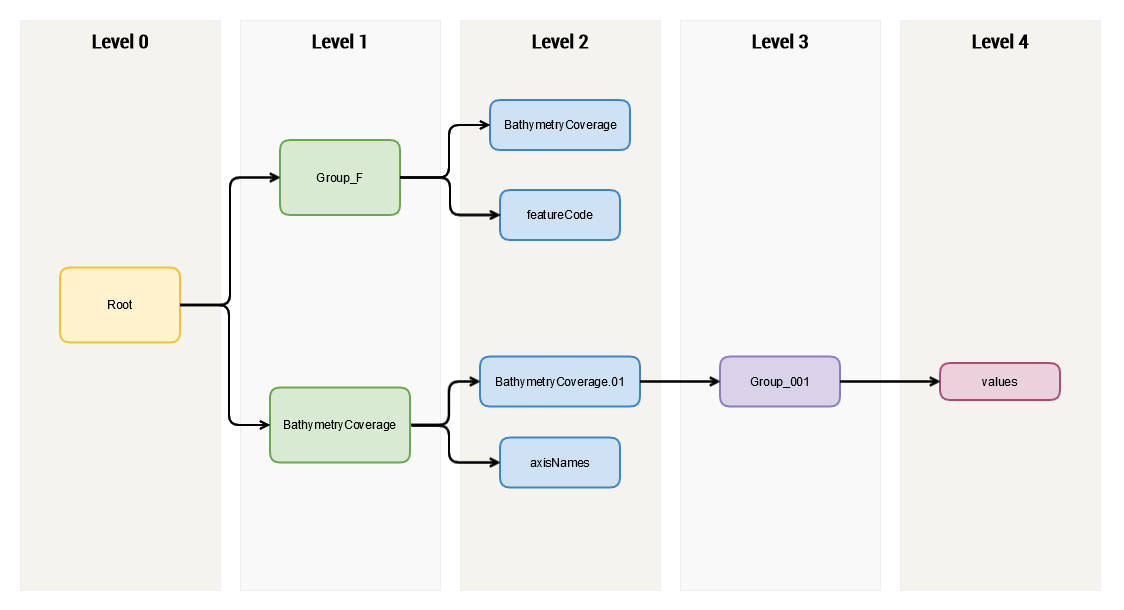 Level 0
Level 1
Level 2
Level 3
Level 4
BathymetryCoverage
Group_F
featureCode
Root
BathymetryCoverage.01
Group_001
values
BathymetryCoverage
axisNames